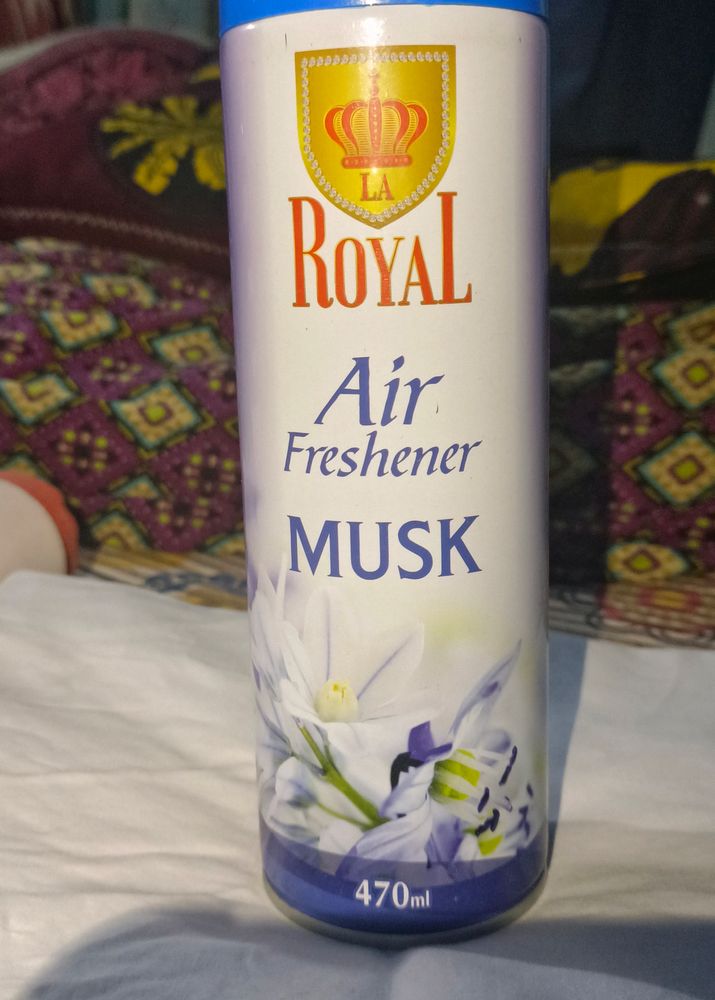 LA
ROYAL
Air
Freshener
MUSK
470ml